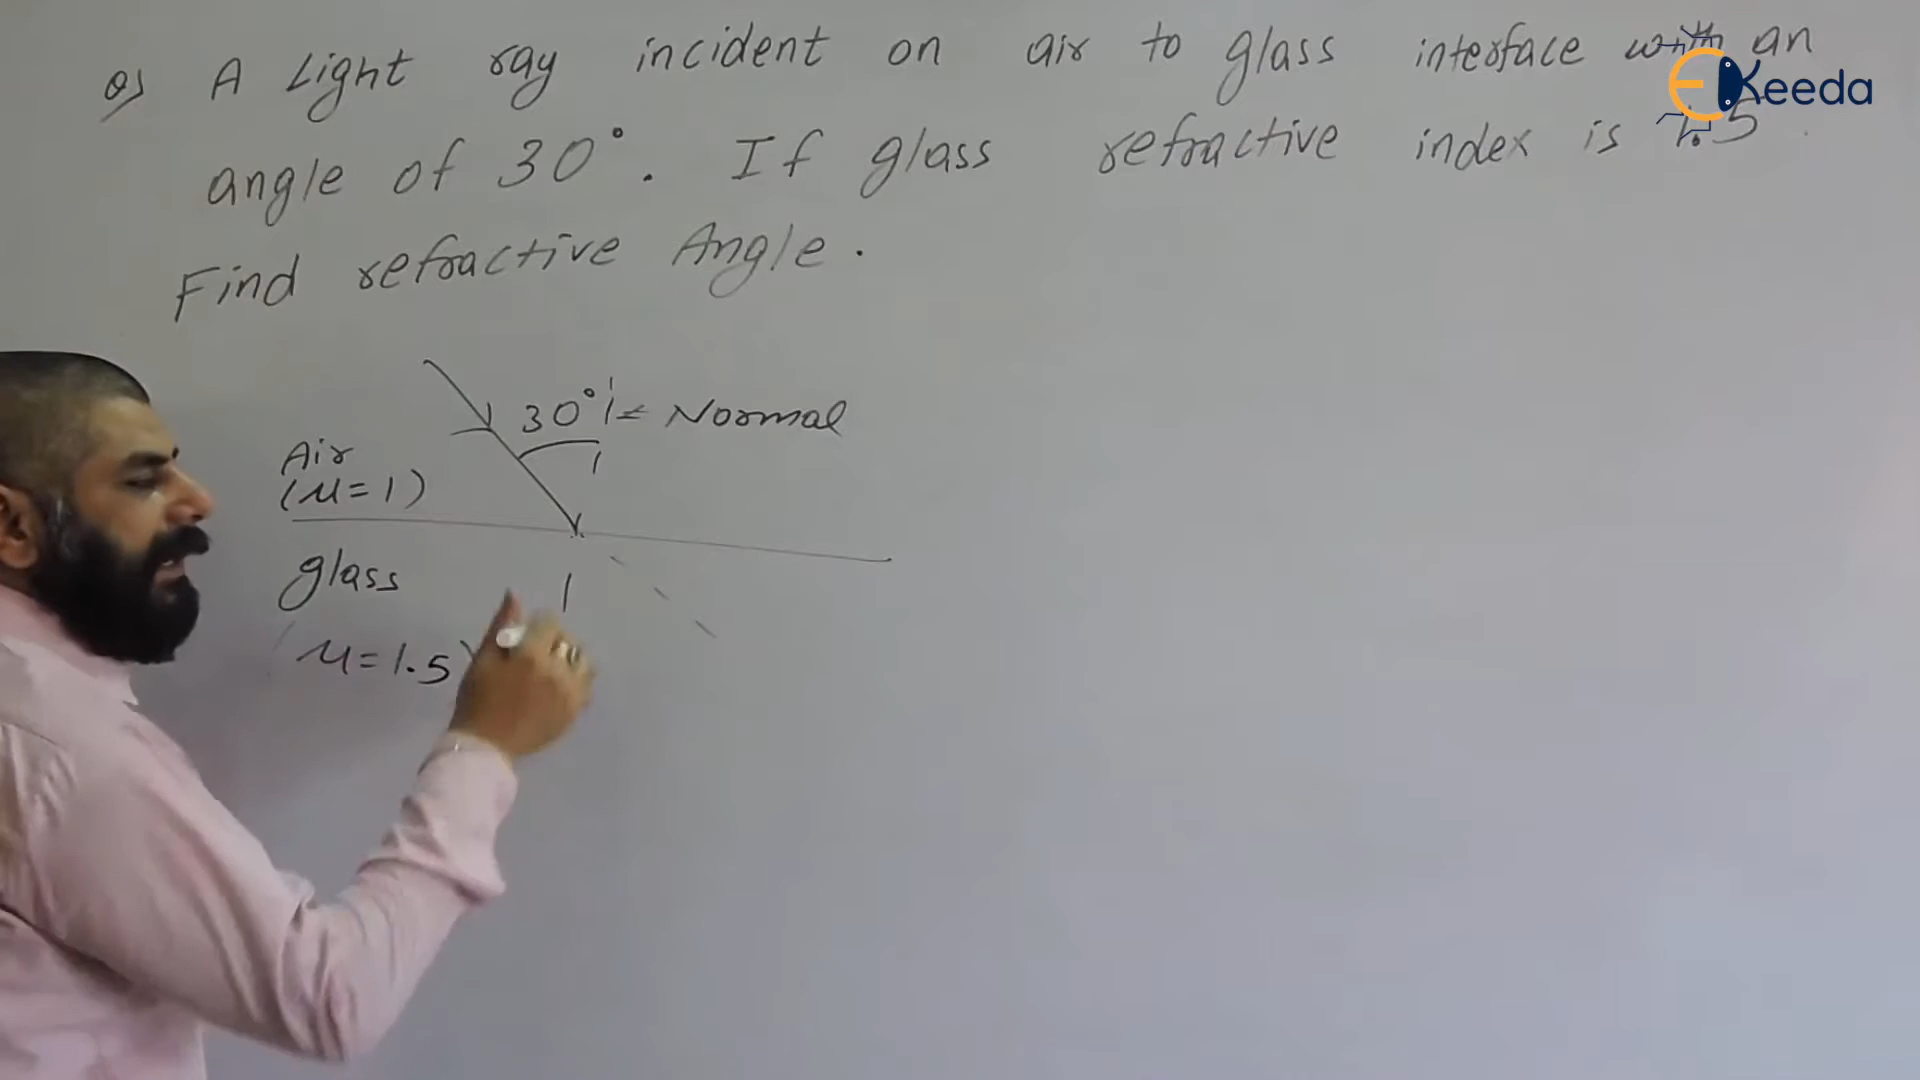 Q) A Light ray incident on air to glass interface with an
EKeeda
angle of 30°. If glass refractive index is 1.5
Find refractive Angle.
30° Normal
Air
(μ=1)
glass
μ=1.5)